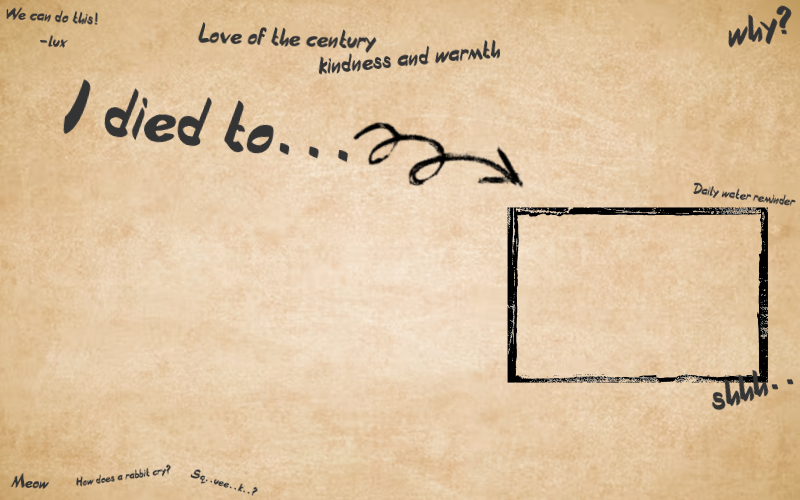 We can do this!
-lux
Love of the century
kindness and warmth
why?
I died to...
Daily water reminder
shhh..
Meow
How does a rabbit cry?
Sq..uee..k..?